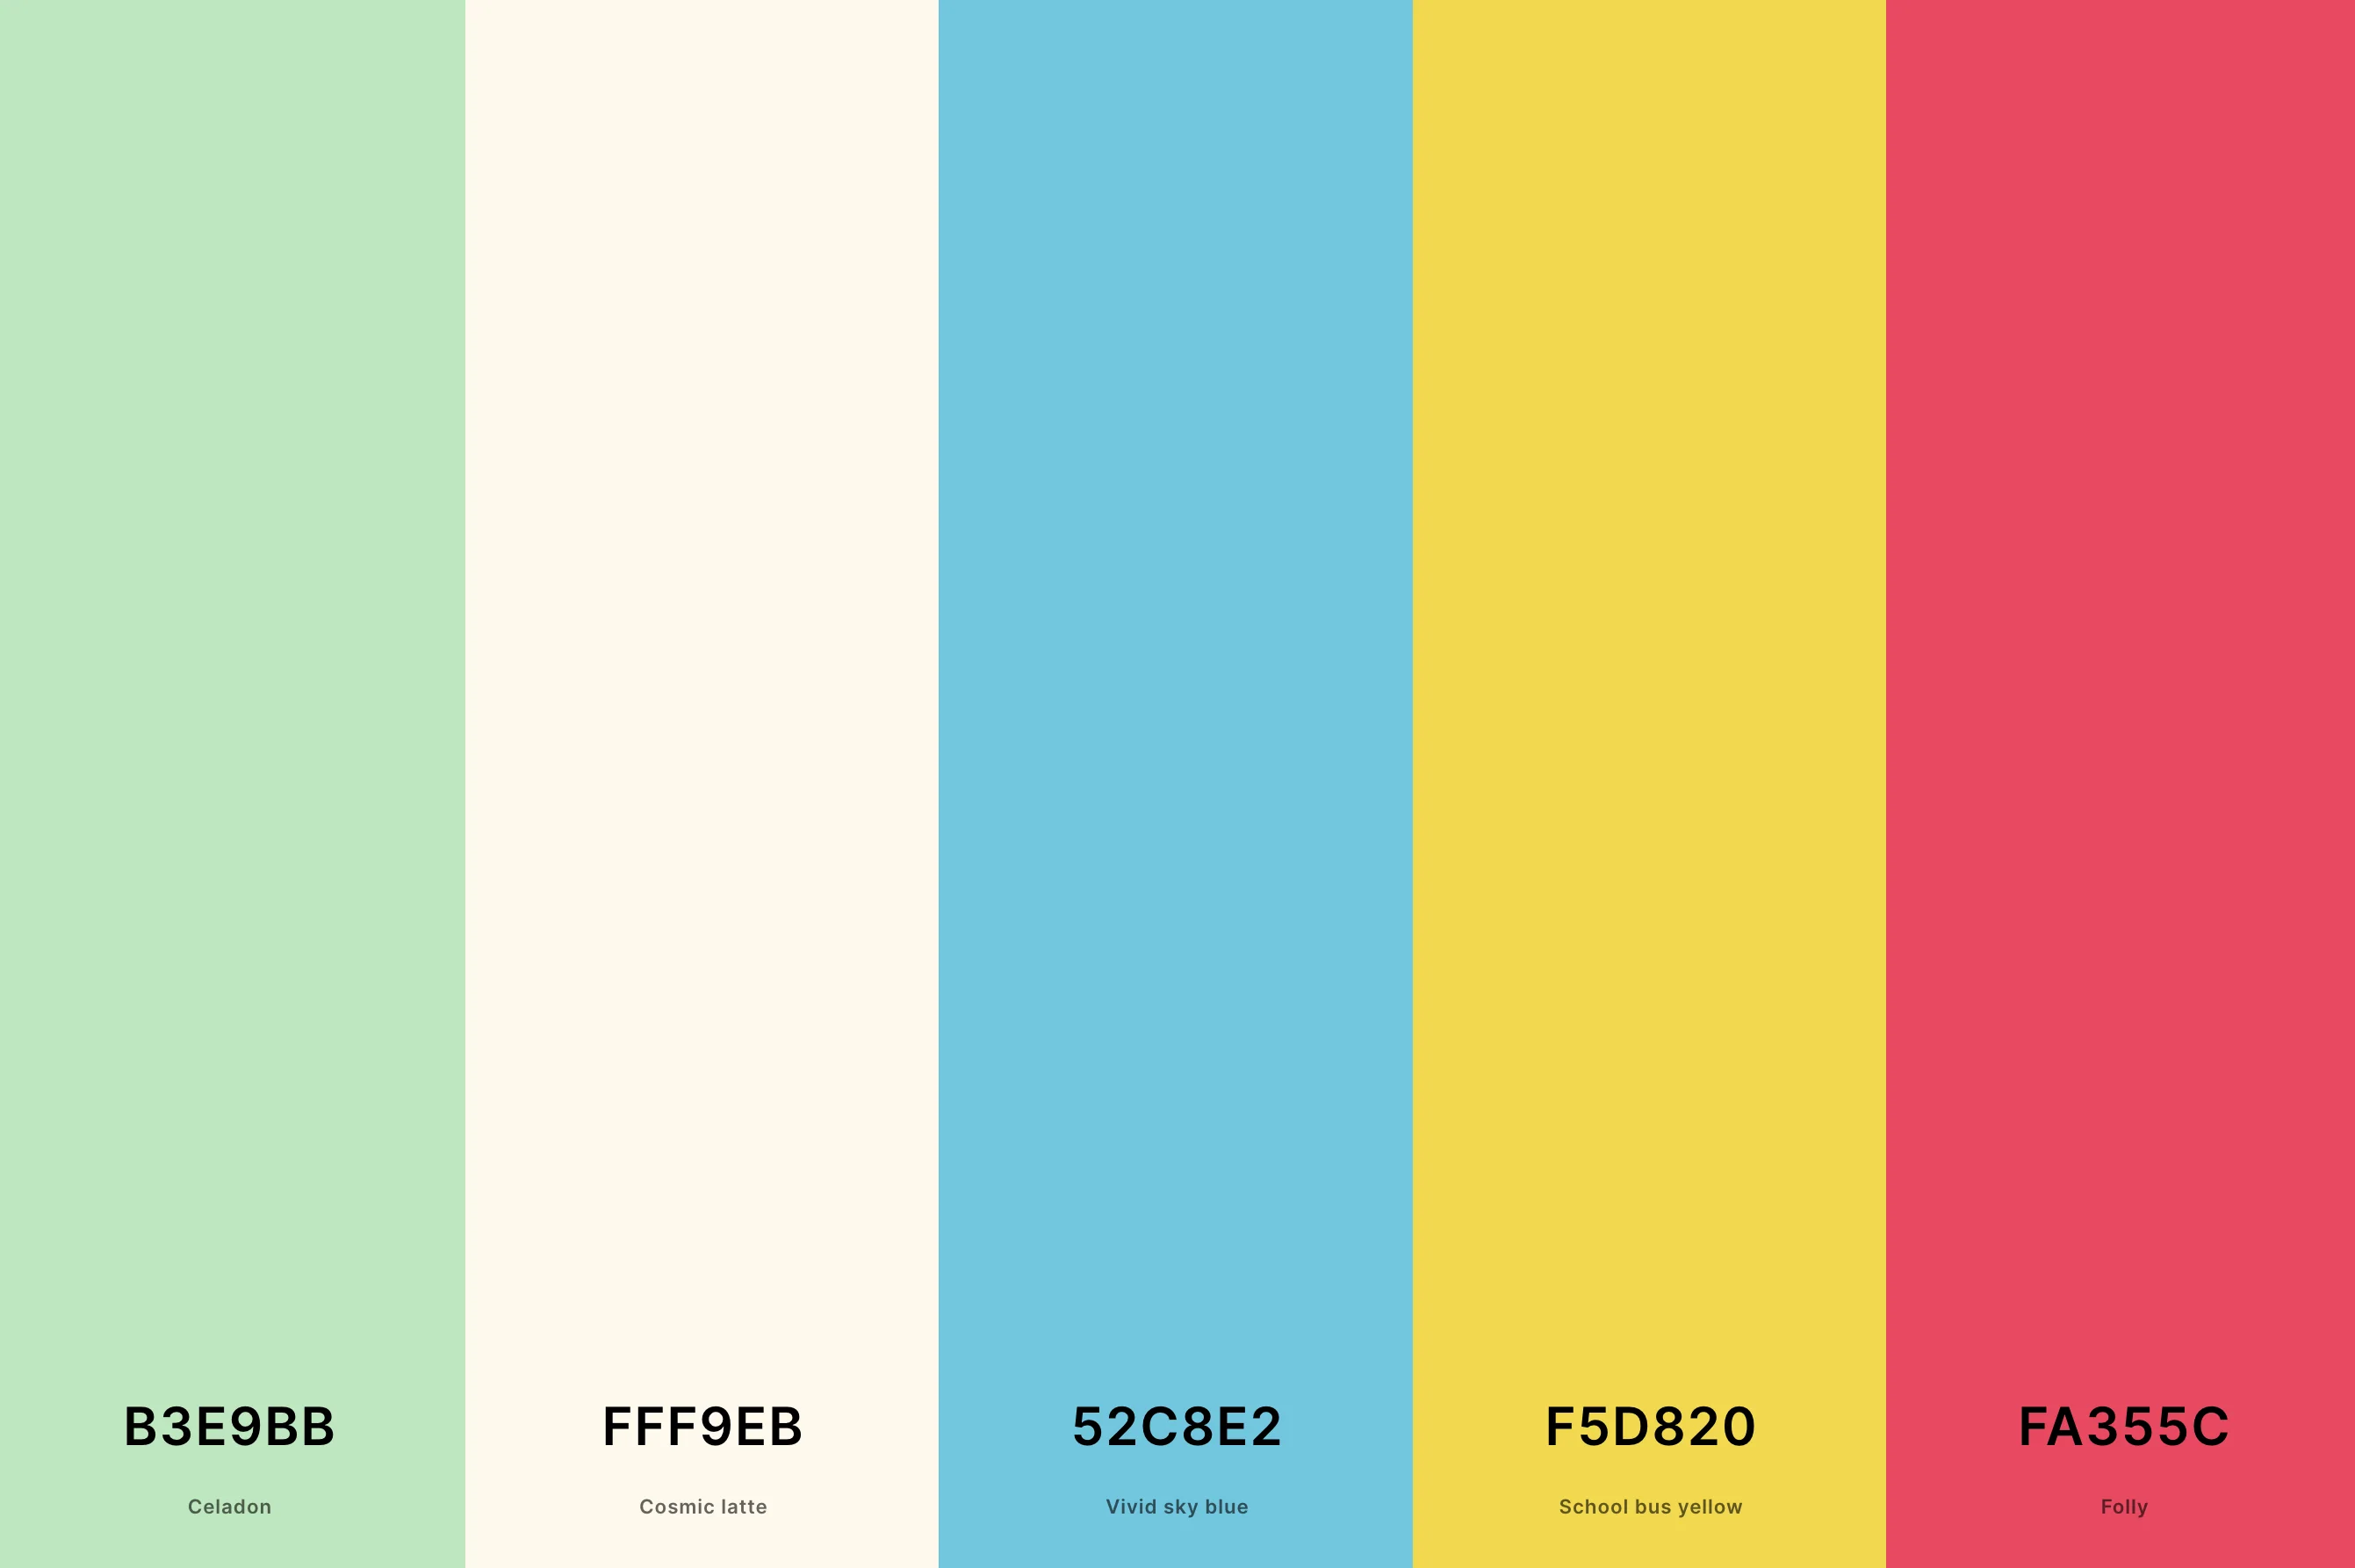 B3E9BB
Celadon
FFF9EB
Cosmic latte
52C8E2
Vivid sky blue
F5D820
School bus yellow
FA355C
Folly